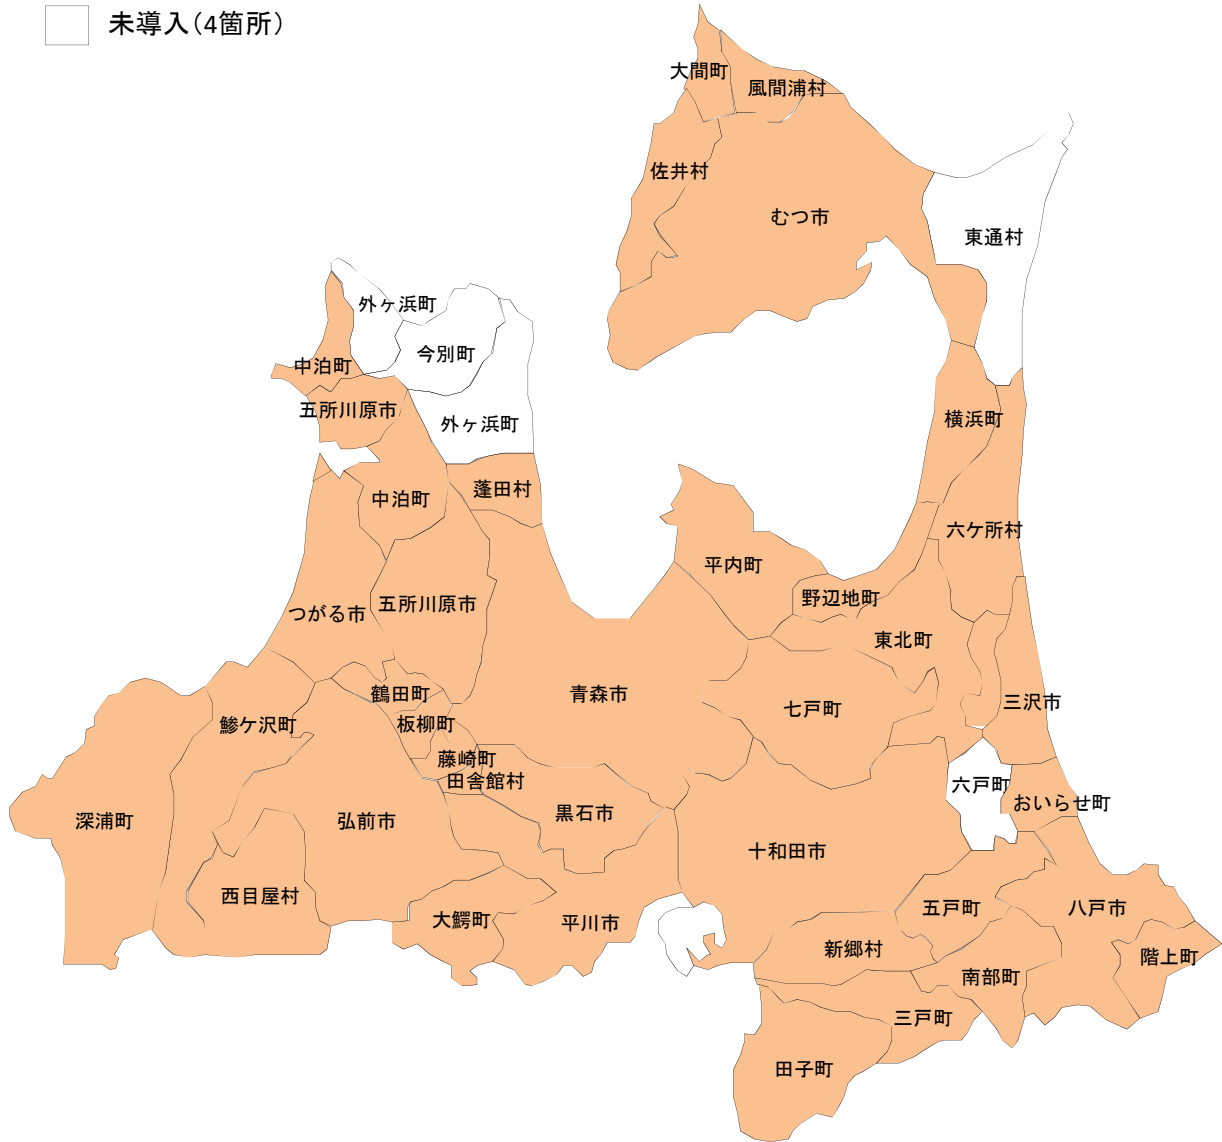 未導入（4箇所）
大間町
風間浦村
佐井村
むつ市
東通村
外ヶ浜町
今別町
中泊町
五所川原市
外ヶ浜町
横浜町
蓬田村
中泊町
六ケ所村
平内町
野辺地町
つがる市
五所川原市
東北町
鶴田町
青森市
三沢市
七戸町
鰺ケ沢町
板柳町
藤崎町
田舎館村
六戸町
おいらせ町
深浦町
弘前市
黒石市
十和田市
西目屋村
大鰐町
平川市
五戸町
八戸市
新郷村
階上町
南部町
三戸町
田子町